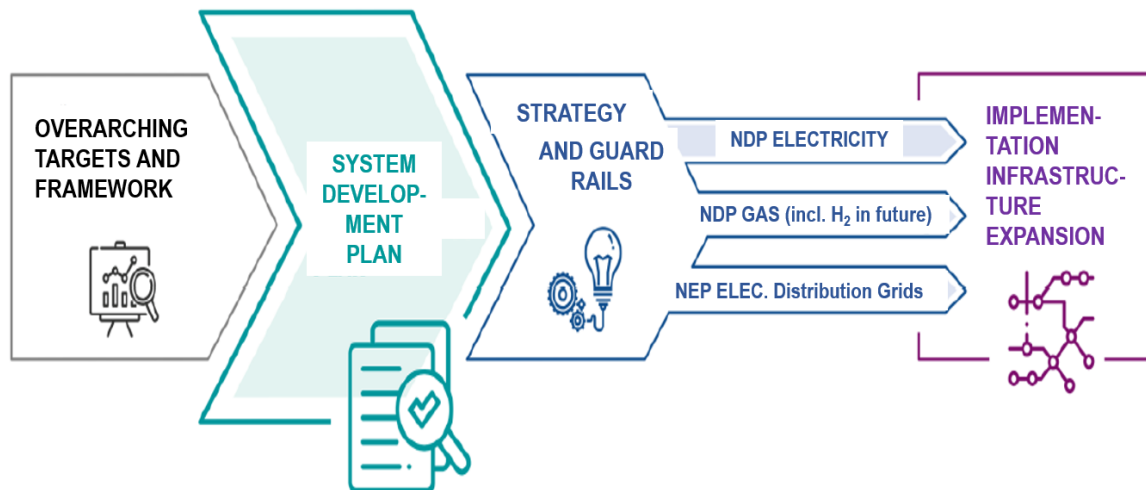 OVERARCHING
TARGETS AND
FRAMEWORK
SYSTEM
DEVELOP-
MENT
PLAN
STRATEGY
AND GUARD
RAILS
NDP ELECTRICITY
NDP GAS (incl. H₂ in future)
NEP ELEC. Distribution Grids
IMPLEMEN-
TATION
INFRASTRUC-
TURE
EXPANSION